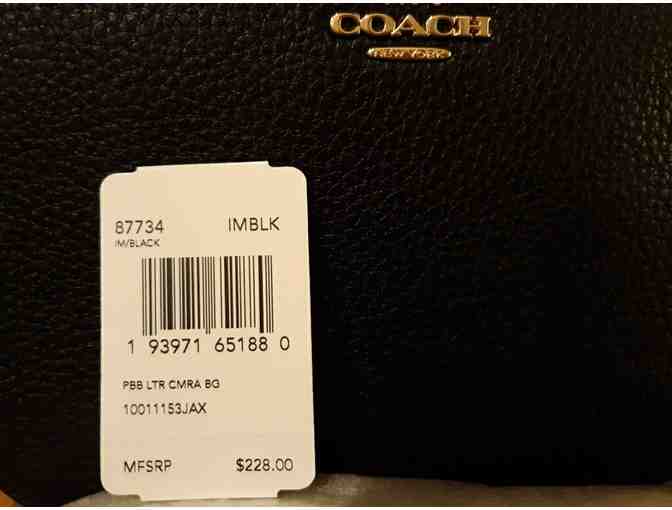 COACH
NEW YORK
87734 IMBLK
IM/BLACK
1 93971 65188 0
PBB LTR CMRA BG
10011153JAX
MFSRP $228.00